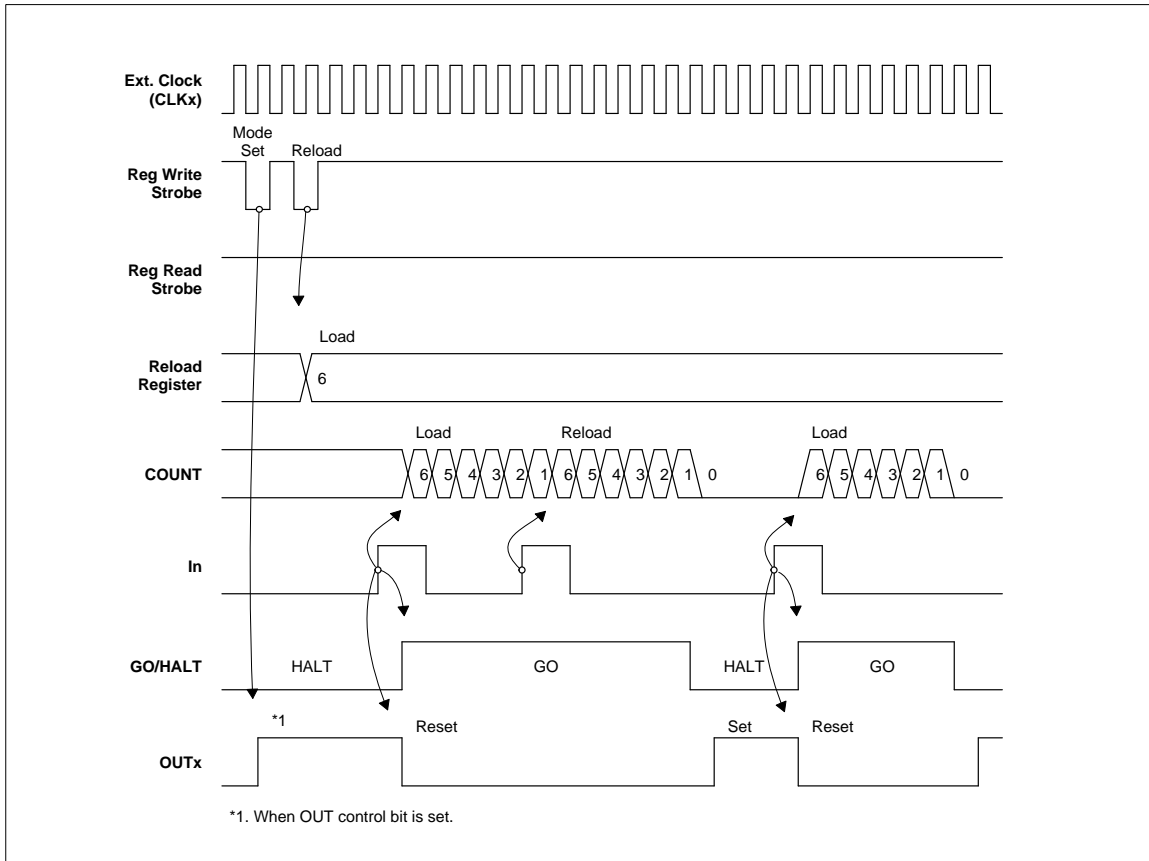 Ext. Clock
(CLKx)
Mode
Set
Reload
Reg Write
Strobe
Reg Read
Strobe
Load
Reload
Register
6
Load
Reload
Load
COUNT
6 5 4 3 2 1 6 5 4 3 2 1 0
6 5 4 3 2 1 0
In
GO/HALT
HALT
GO
HALT
GO
*1
Reset
Set
Reset
OUTx
*1. When OUT control bit is set.